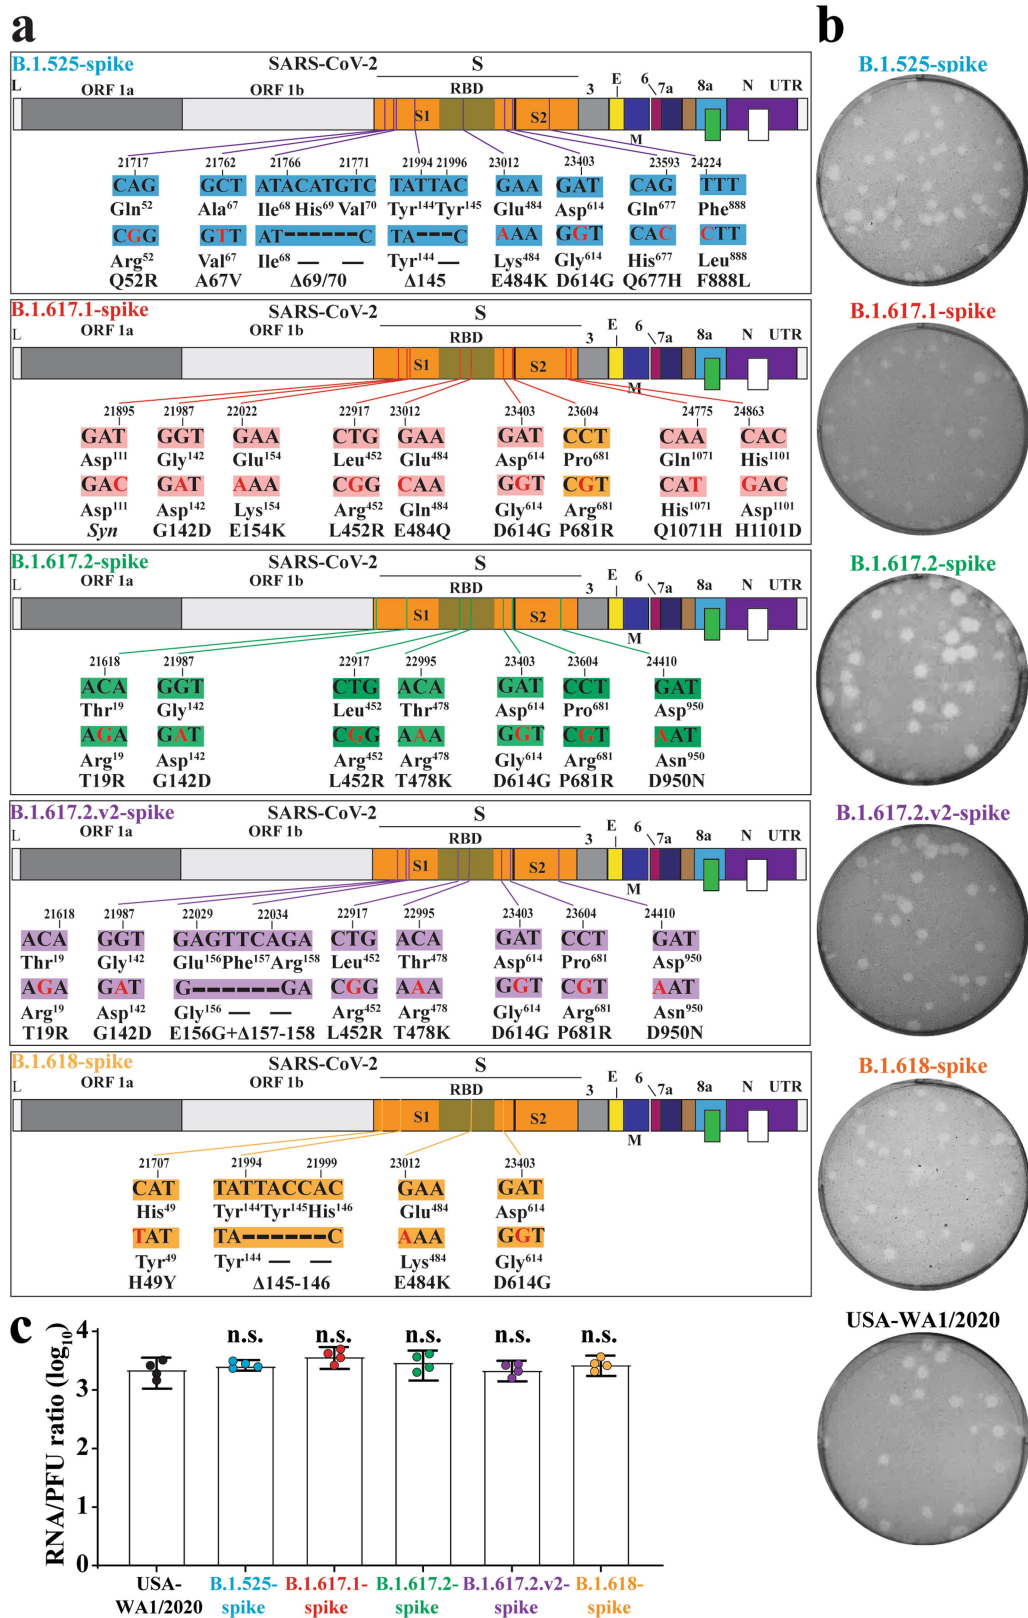 a
B.1.525-spike
SARS-CoV-2
S
L
ORF 1a
ORF 1b
RBD
3
E
6
7a
8a
N
UTR
S1
S2
M
21717 21762 21766 21771 21994 21996 23012 23403 23593 24224
CAG GCT ATACATGTC TATTAC GAA GAT CAG TTT
Gln52 Ala67 Ile68 His69 Val70 Tyr144Tyr145 Glu484 Asp614 Gln677 Phe888
CGG GTT AT------C TA---C AAA GGT CAC CTT
Arg52 Val67 Ile68 — — Tyr144 — Lys484 Gly614 His677 Leu888
Q52R A67V Δ69/70 Δ145 E484K D614G Q677H F888L
B.1.617.1-spike
SARS-CoV-2
S
L
ORF 1a
ORF 1b
RBD
3
E
6
7a
8a
N
UTR
S1
S2
M
21895 21987 22022 22917 23012 23403 23604 24775 24863
GAT GGT GAA CTG GAA GAT CCT CAA CAC
Asp111 Gly142 Glu154 Leu452 Glu484 Asp614 Pro681 Gln1071 His1101
GAC GAT AAA CGG CAA GGT CGT CAT GAC
Asp111 Asp142 Lys154 Arg452 Gln484 Gly614 Arg681 His1071 Asp1101
Syn G142D E154K L452R E484Q D614G P681R Q1071H H1101D
B.1.617.2-spike
SARS-CoV-2
S
L
ORF 1a
ORF 1b
RBD
3
E
6
7a
8a
N
UTR
S1
S2
M
21618 21987 22917 22995 23403 23604 24410
ACA GGT CTG ACA GAT CCT GAT
Thr19 Gly142 Leu452 Thr478 Asp614 Pro681 Asp950
AGA GAT CGG AAA GGT CGT AAT
Arg19 Asp142 Arg452 Arg478 Gly614 Arg681 Asn950
T19R G142D L452R T478K D614G P681R D950N
B.1.617.2.v2-spike
SARS-CoV-2
S
L
ORF 1a
ORF 1b
RBD
3
E
6
7a
8a
N
UTR
S1
S2
M
21618 21987 22029 22034 22917 22995 23403 23604 24410
ACA GGT GAGTTCAGA CTG ACA GAT CCT GAT
Thr19 Gly142 Glu156Phe157Arg158 Leu452 Thr478 Asp614 Pro681 Asp950
AGA GAT G------GA CGG AAA GGT CGT AAT
Arg19 Asp142 Gly156 — — Arg452 Arg478 Gly614 Arg681 Asn950
T19R G142D E156G+Δ157-158 L452R T478K D614G P681R D950N
B.1.618-spike
SARS-CoV-2
S
L
ORF 1a
ORF 1b
RBD
3
E
6
7a
8a
N
UTR
S1
S2
M
21707 21994 21999 23012 23403
CAT TATTACCAC GAA GAT
His49 Tyr144Tyr145His146 Glu484 Asp614
TAT TA------C AAA GGT
Tyr49 Tyr144 — — Lys484 Gly614
H49Y Δ145-146 E484K D614G
b
B.1.525-spike
B.1.617.1-spike
B.1.617.2-spike
B.1.617.2.v2-spike
B.1.618-spike
USA-WA1/2020
c
RNA/PFU ratio (log10)
4
3
2
1
0
n.s. n.s. n.s. n.s. n.s.
USA-
WA1/2020
B.1.525-
spike
B.1.617.1-
spike
B.1.617.2-
spike
B.1.617.2.v2-
spike
B.1.618-
spike